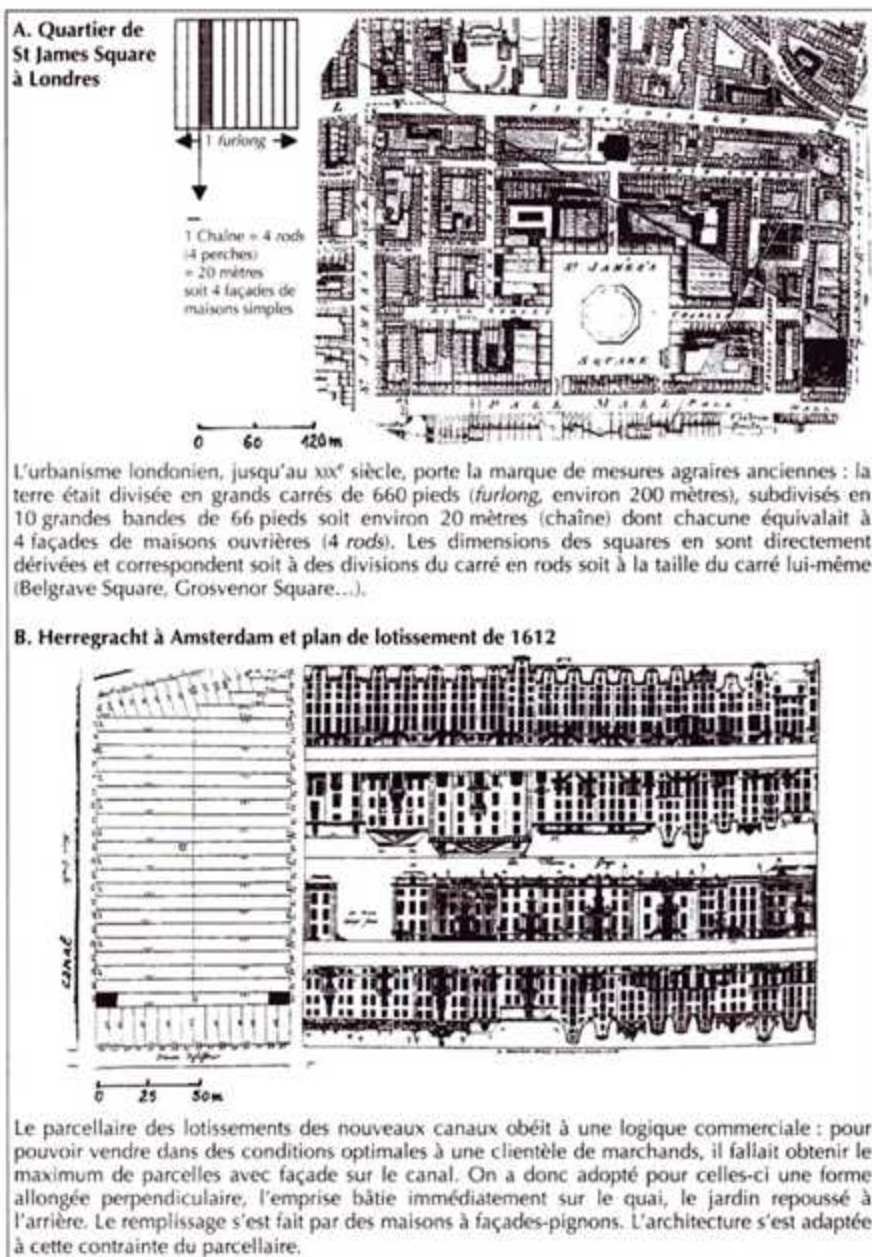 A. Quartier de
St James Square
à Londres
1 furlong
1 Chaîne = 4 rods
(4 perches)
= 20 mètres
soit 4 façades de
maisons simples
ST JAMES'S
SQUARE
PALL MALL
0 60 120 m
L'urbanisme londonien, jusqu'au XIXe siècle, porte la marque de mesures agraires anciennes : la
terre était divisée en grands carrés de 660 pieds (furlong, environ 200 mètres), subdivisés en
10 grandes bandes de 66 pieds soit environ 20 mètres (chaîne) dont chacune équivalait à
4 façades de maisons ouvrières (4 rods). Les dimensions des squares en sont directement
dérivées et correspondent soit à des divisions du carré en rods soit à la taille du carré lui-même
(Belgrave Square, Grosvenor Square...).
B. Herregracht à Amsterdam et plan de lotissement de 1612
canal
0 25 50m
Le parcellaire des lotissements des nouveaux canaux obéit à une logique commerciale : pour
pouvoir vendre dans des conditions optimales à une clientèle de marchands, il fallait obtenir le
maximum de parcelles avec façade sur le canal. On a donc adopté pour celles-ci une forme
allongée perpendiculaire, l'emprise bâtie immédiatement sur le quai, le jardin repoussé à
l'arrière. Le remplissage s'est fait par des maisons à façades-pignons. L'architecture s'est adaptée
à cette contrainte du parcellaire.